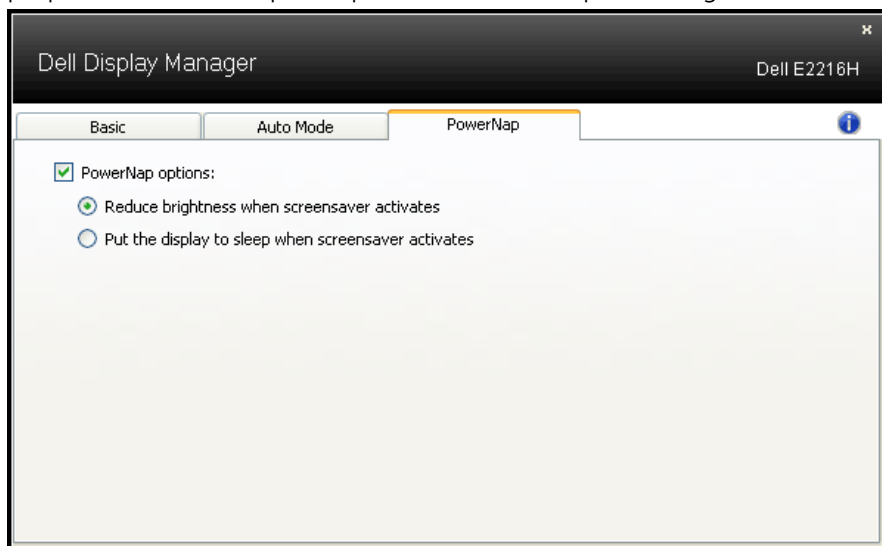 Dell Display Manager
Dell E2216H
Basic
Auto Mode
PowerNap
PowerNap options:
Reduce brightness when screensaver activates
Put the display to sleep when screensaver activates